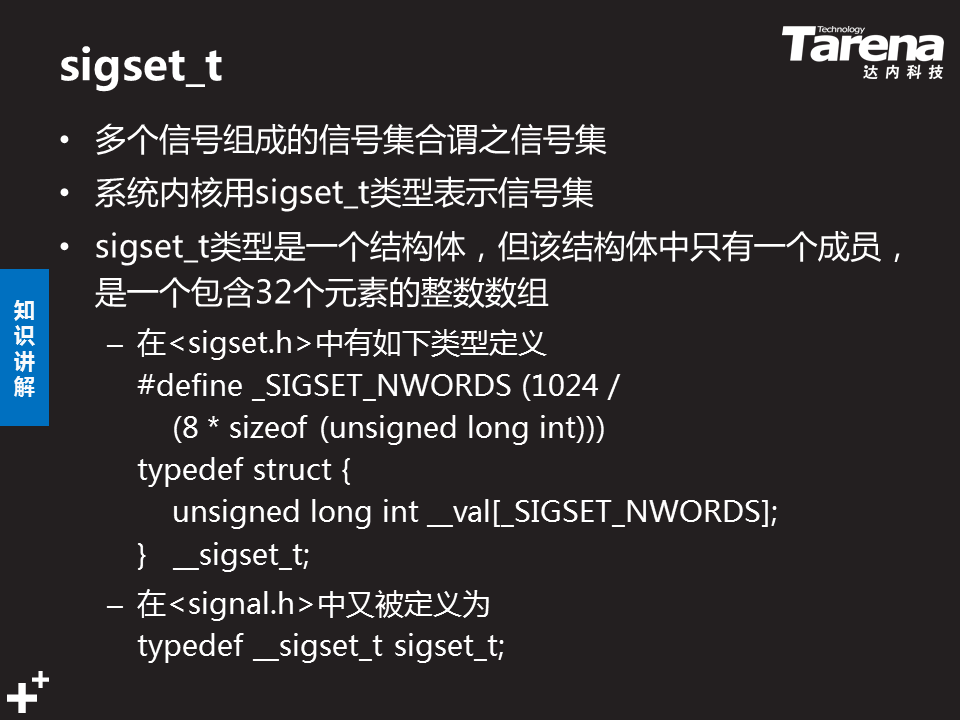 Technology
Tarena
达内科技
sigset_t
• 多个信号组成的信号集合谓之信号集
• 系统内核用sigset_t类型表示信号集
• sigset_t类型是一个结构体，但该结构体中只有一个成员，
是一个包含32个元素的整数数组
– 在<sigset.h>中有如下类型定义
#define _SIGSET_NWORDS (1024 /
(8 * sizeof (unsigned long int)))
typedef struct {
unsigned long int __val[_SIGSET_NWORDS];
} __sigset_t;
– 在<signal.h>中又被定义为
typedef __sigset_t sigset_t;
知
识
讲
解